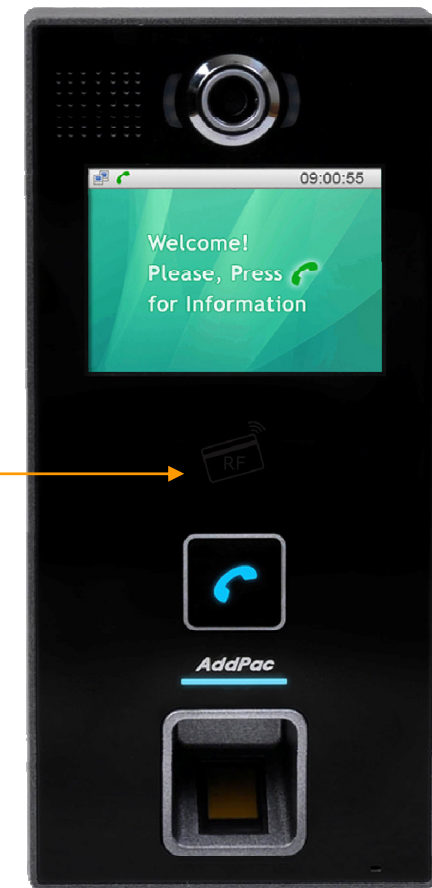 09:00:55
Welcome!
Please, Press
for Information
RF
AddPac